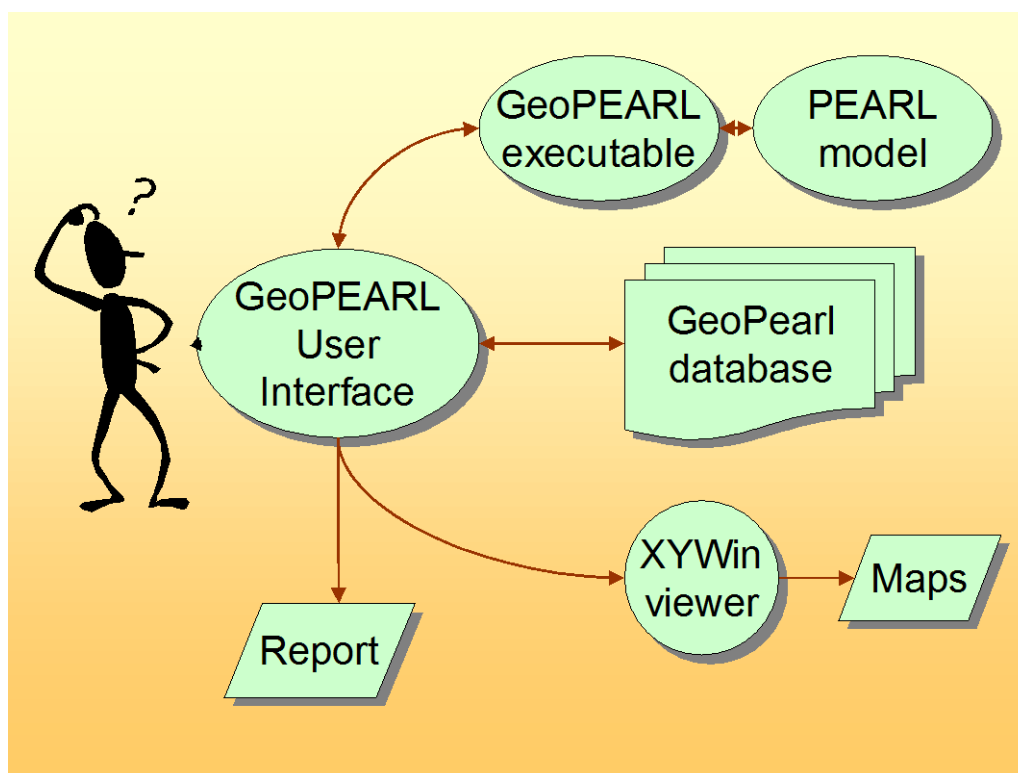 ?
GeoPEARL
executable
PEARL
model
GeoPEARL
User
Interface
GeoPearl
database
XYWin
viewer
Maps
Report